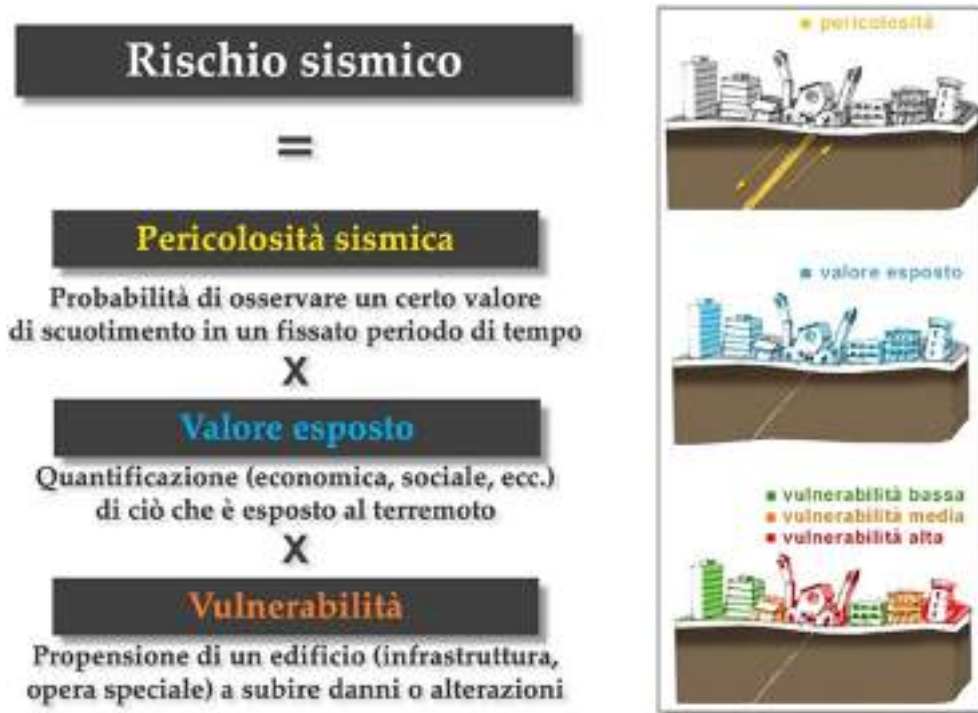 Rischio sismico
=
Pericolosità sismica
Probabilità di osservare un certo valore
di scuotimento in un fissato periodo di tempo
X
Valore esposto
Quantificazione (economica, sociale, ecc.)
di ciò che è esposto al terremoto
X
Vulnerabilità
Propensione di un edificio (infrastruttura,
opera speciale) a subire danni o alterazioni
pericolosità
valore esposto
vulnerabilità bassa
vulnerabilità media
vulnerabilità alta